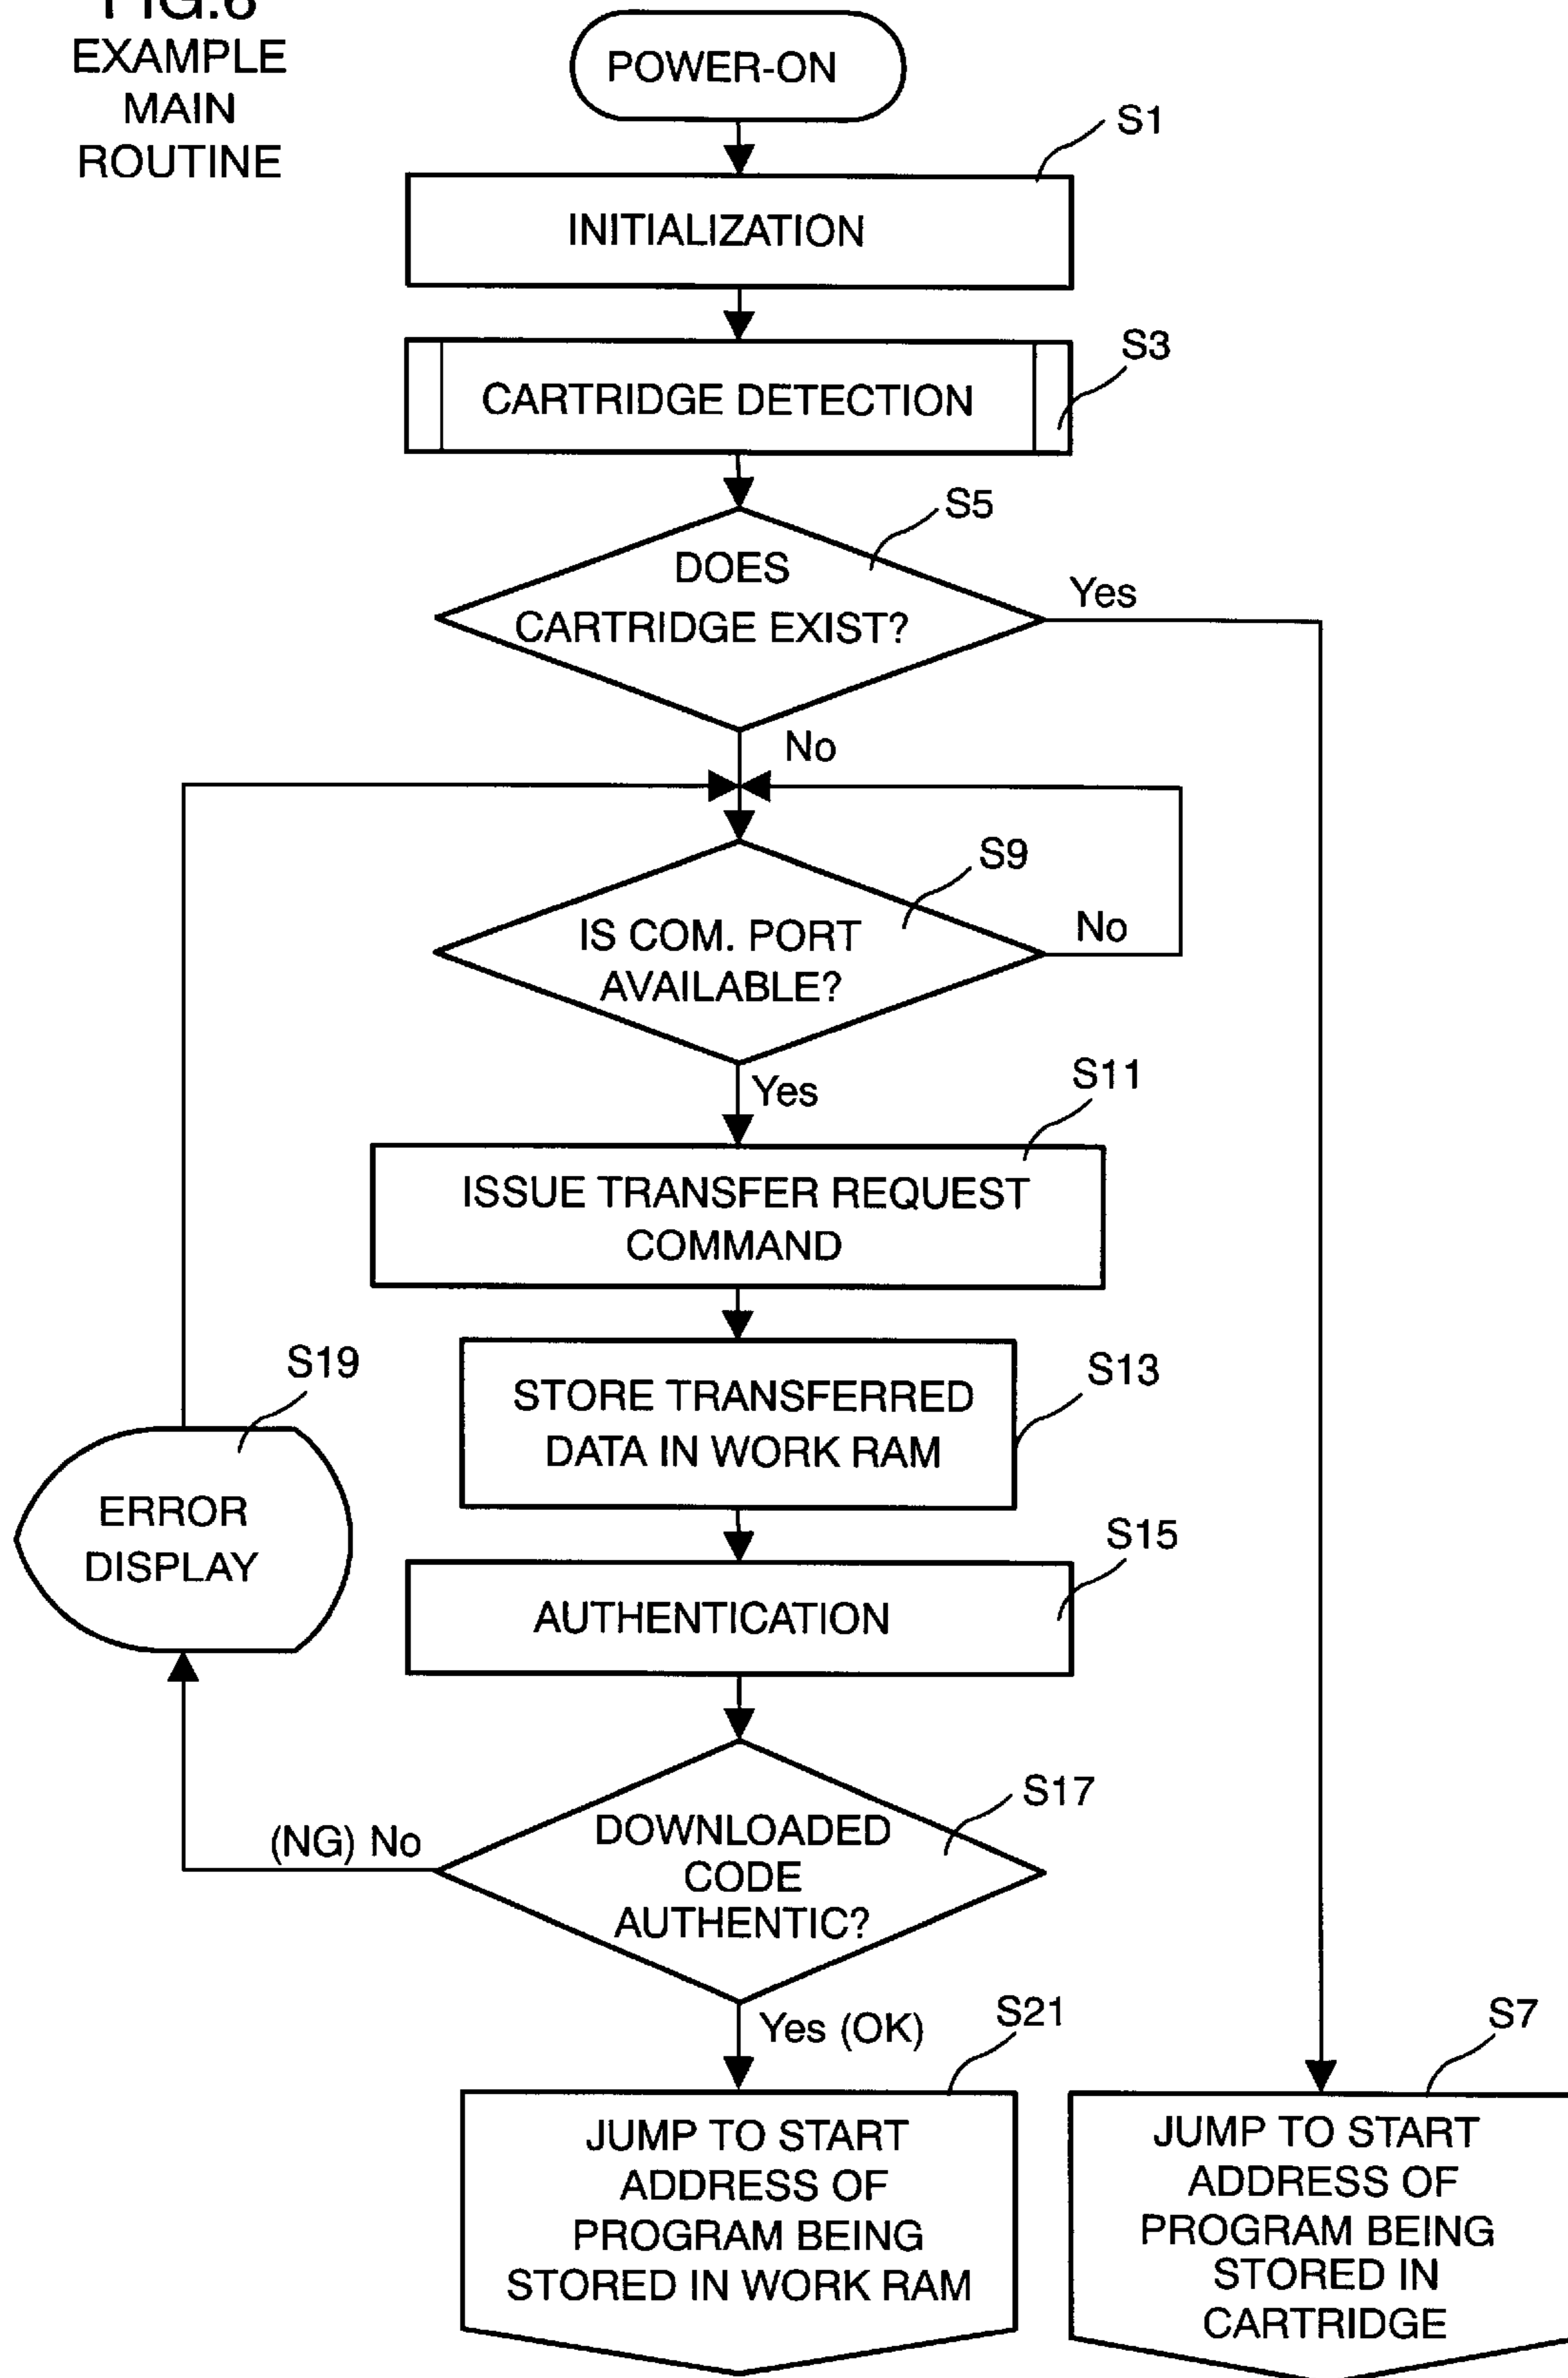 FIG.6
EXAMPLE
MAIN
ROUTINE
POWER-ON
S1
INITIALIZATION
S3
CARTRIDGE DETECTION
S5
DOES
CARTRIDGE EXIST?
Yes
No
S9
IS COM. PORT
AVAILABLE?
No
Yes
S11
ISSUE TRANSFER REQUEST
COMMAND
S13
STORE TRANSFERRED
DATA IN WORK RAM
S19
ERROR
DISPLAY
S15
AUTHENTICATION
S17
DOWNLOADED
CODE
AUTHENTIC?
(NG) No
Yes (OK)
S21
JUMP TO START
ADDRESS OF
PROGRAM BEING
STORED IN WORK RAM
S7
JUMP TO START
ADDRESS OF
PROGRAM BEING
STORED IN
CARTRIDGE